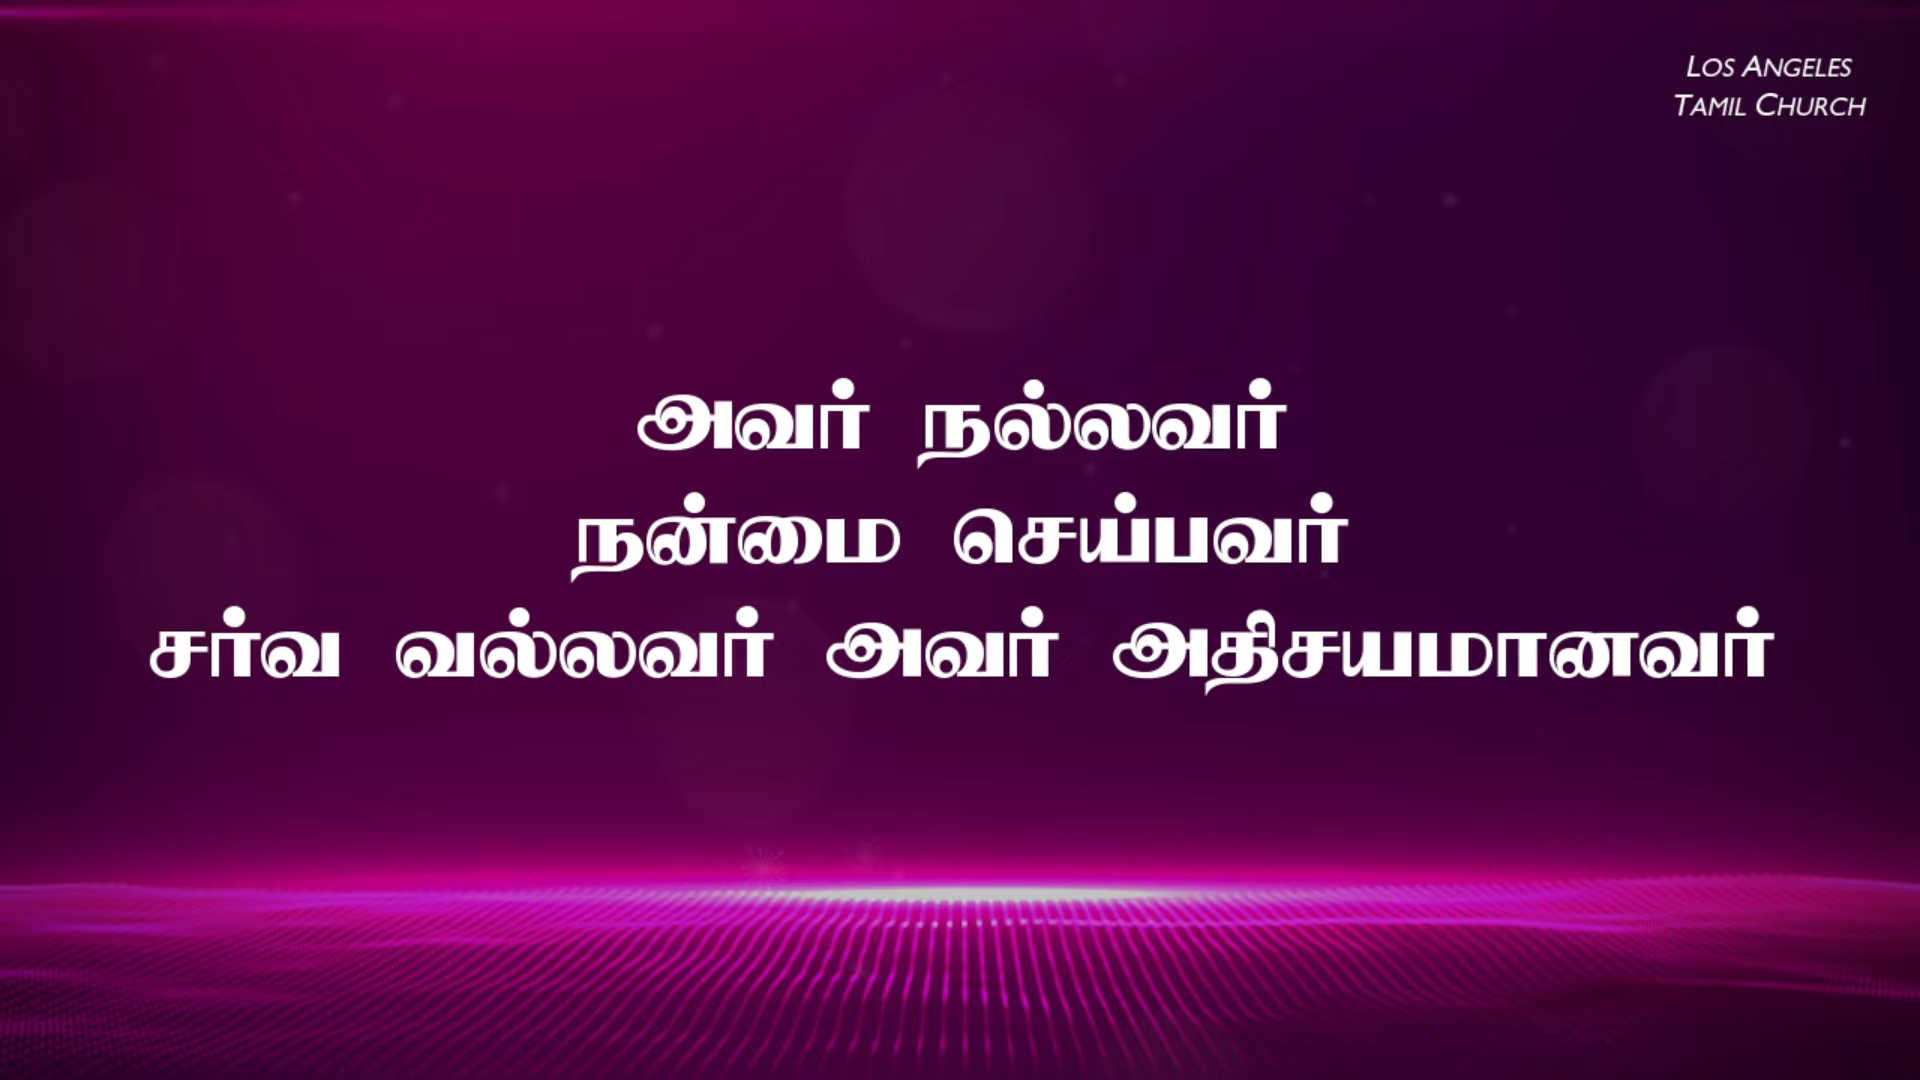 LOS ANGELES
TAMIL CHURCH
அவர் நல்லவர்
நன்மை செய்பவர்
சர்வ வல்லவர் அவர் அதிசயமானவர்